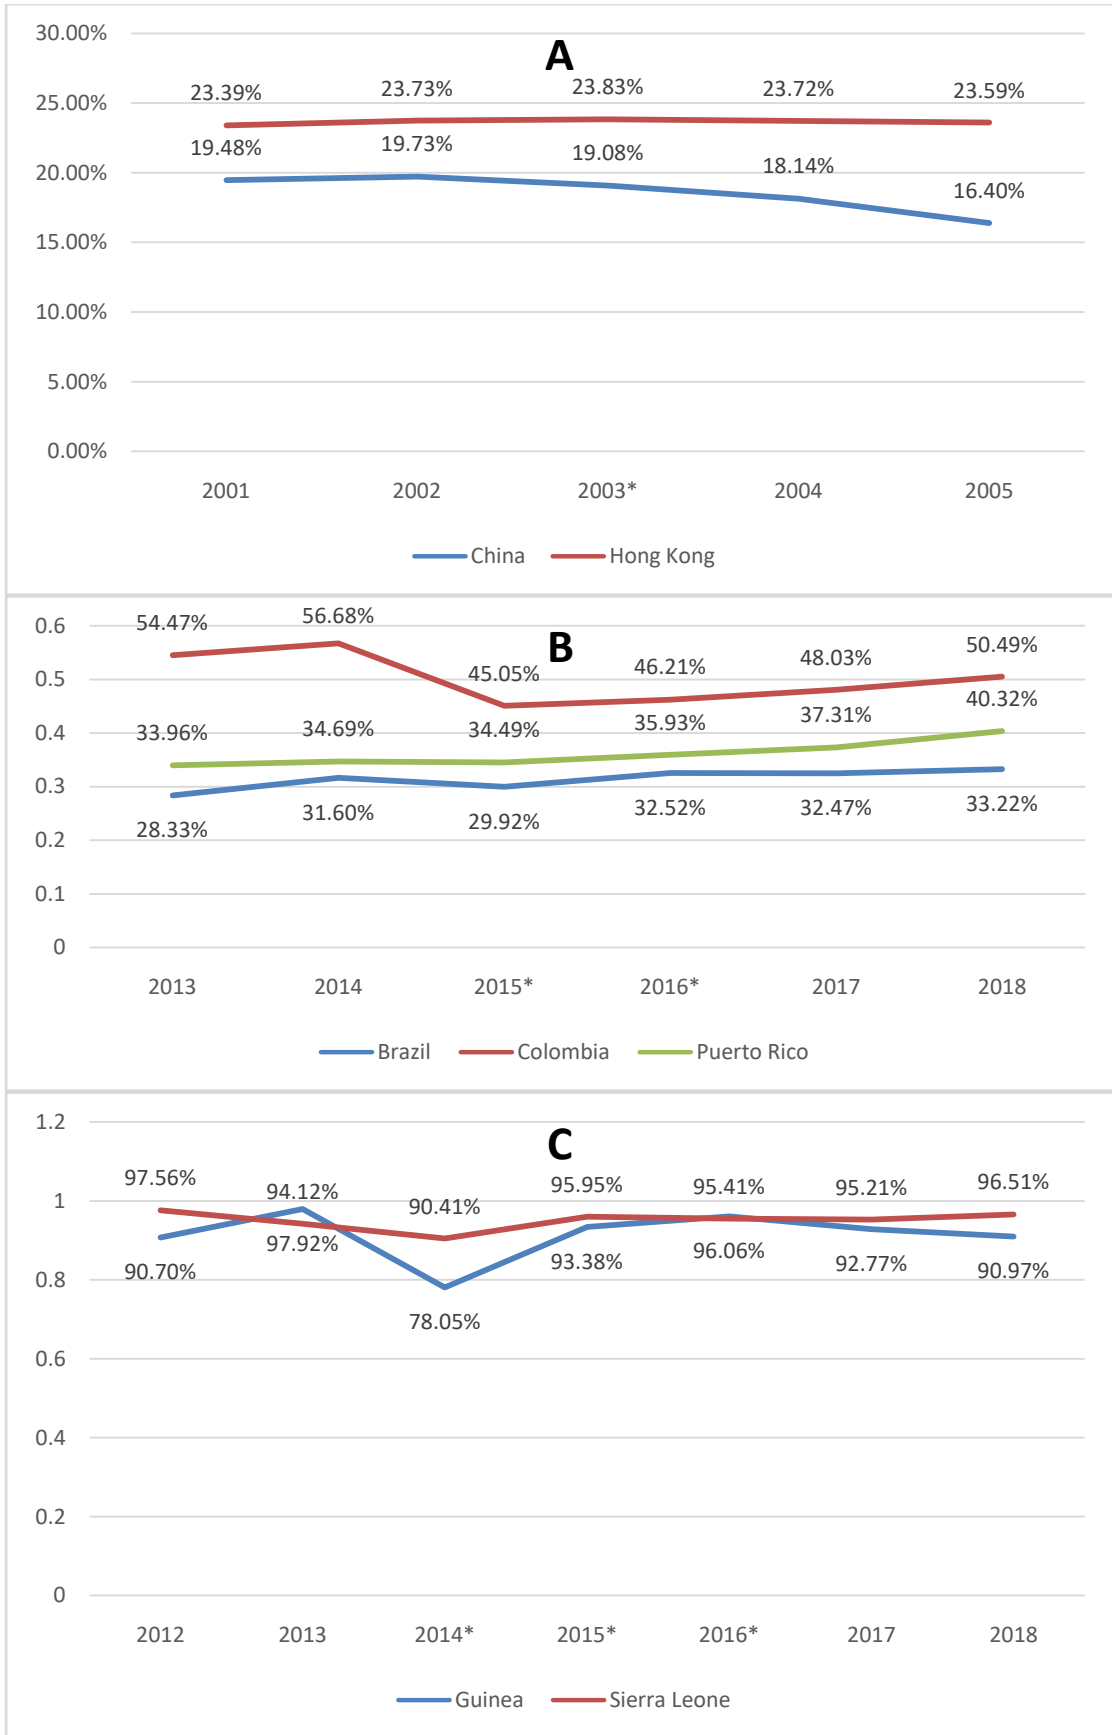 30.00%
A
23.39% 23.73% 23.83% 23.72% 23.59%
25.00%
19.48% 19.73% 19.08% 18.14% 16.40%
20.00%
15.00%
10.00%
5.00%
0.00%
2001 2002 2003* 2004 2005
China Hong Kong
54.47% 56.68%
0.6
B
45.05% 46.21% 48.03% 50.49%
0.5
33.96% 34.69% 34.49% 35.93% 37.31% 40.32%
0.4
0.3
28.33% 31.60% 29.92% 32.52% 32.47% 33.22%
0.2
0.1
0
2013 2014 2015* 2016* 2017 2018
Brazil Colombia Puerto Rico
1.2
C
97.56% 94.12% 90.41% 95.95% 95.41% 95.21% 96.51%
1
90.70% 97.92% 78.05% 93.38% 96.06% 92.77% 90.97%
0.8
0.6
0.4
0.2
0
2012 2013 2014* 2015* 2016* 2017 2018
Guinea Sierra Leone